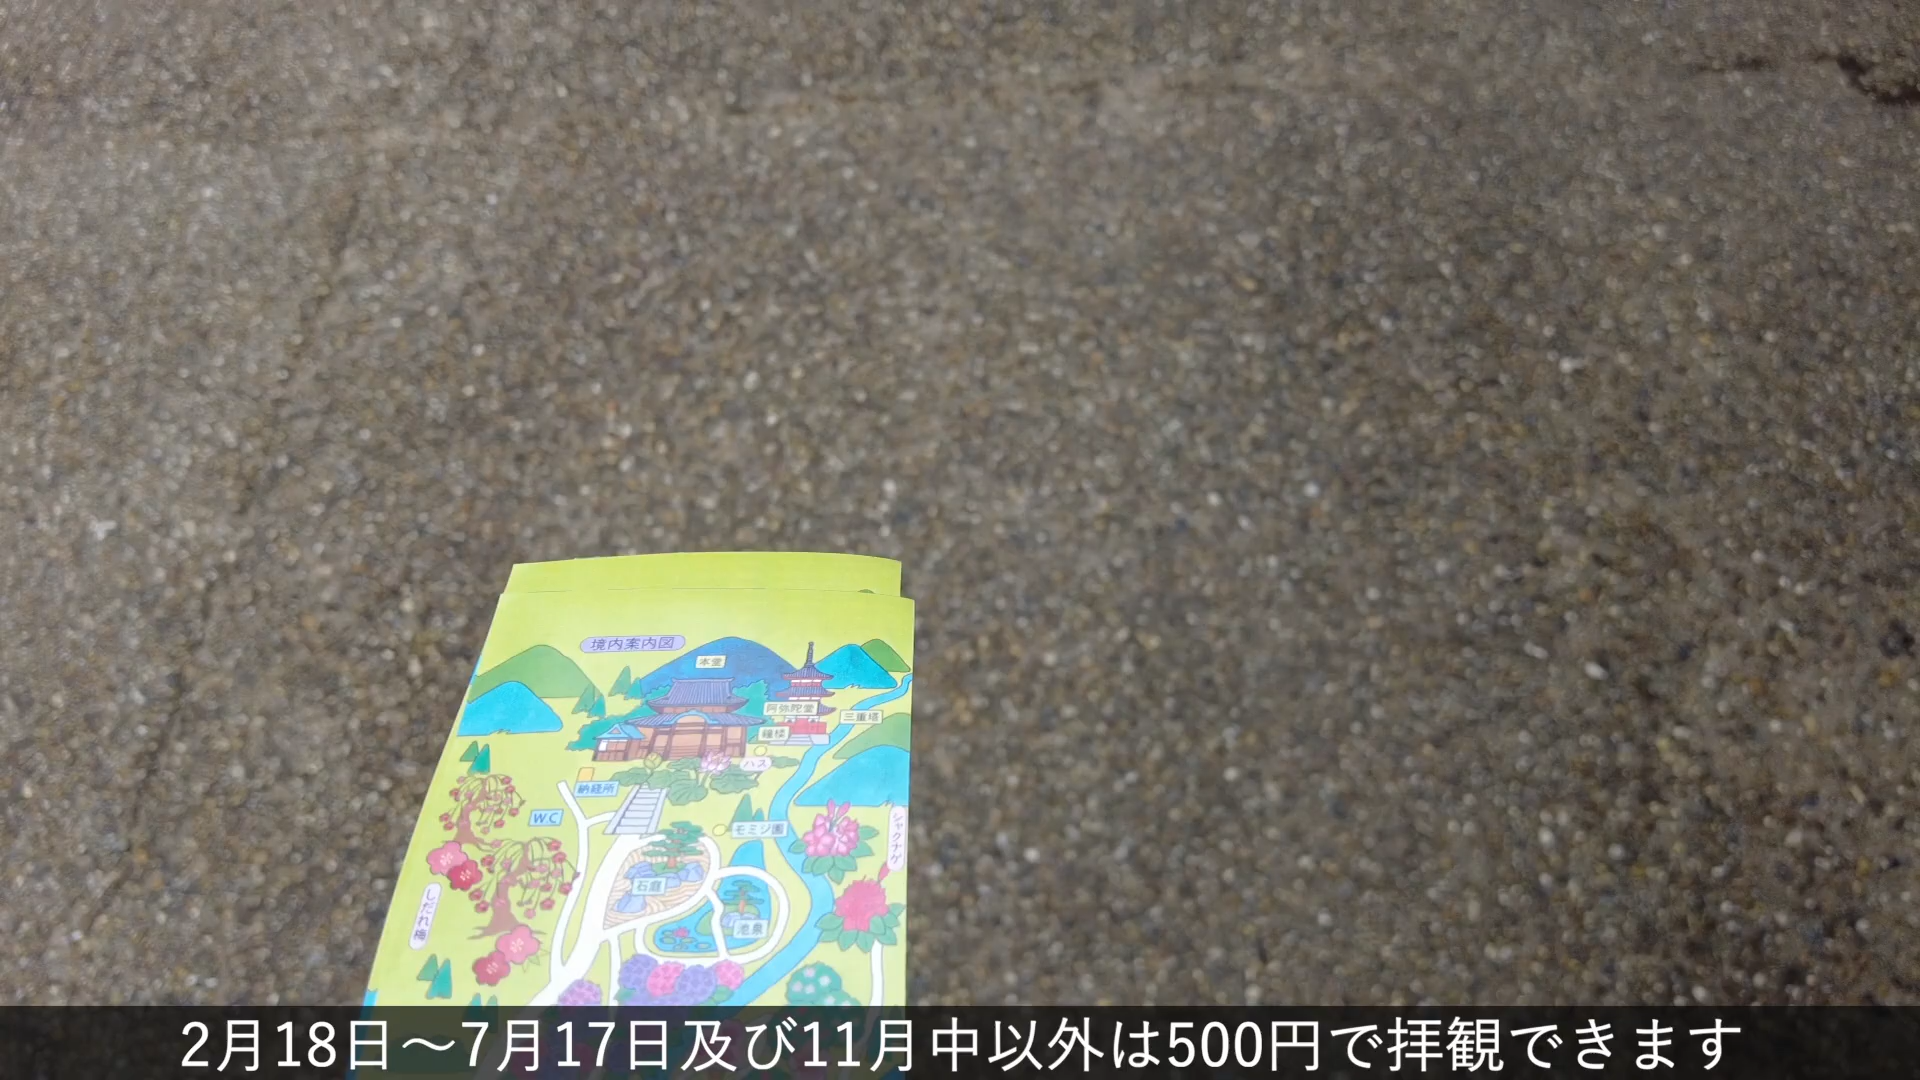 境内案内図
本堂
阿弥陀堂
三重塔
鐘楼
ハス
納経所
W.C
モミジ園
シャクナゲ
石庭
しだれ梅
池泉
2月18日～7月17日及び11月中以外は500円で拝観できます